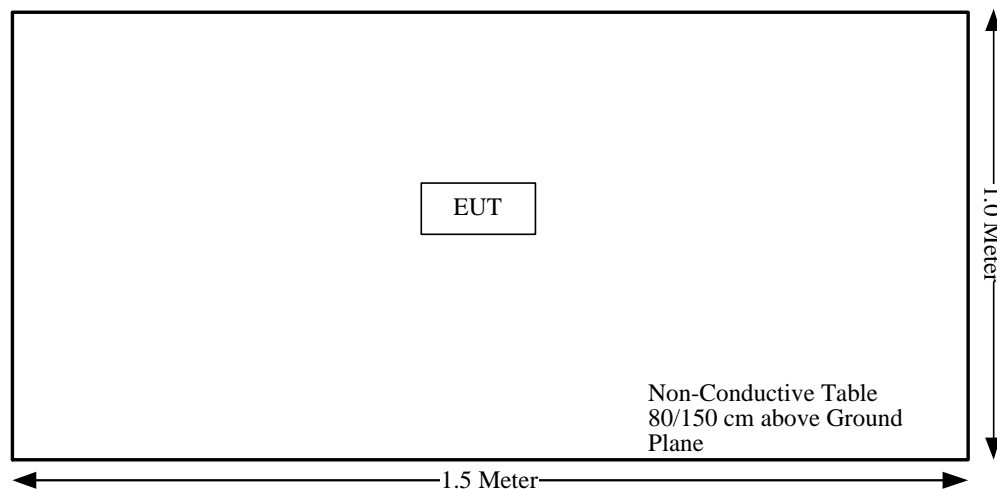 EUT
1.0 Meter
Non-Conductive Table
80/150 cm above Ground
Plane
1.5 Meter